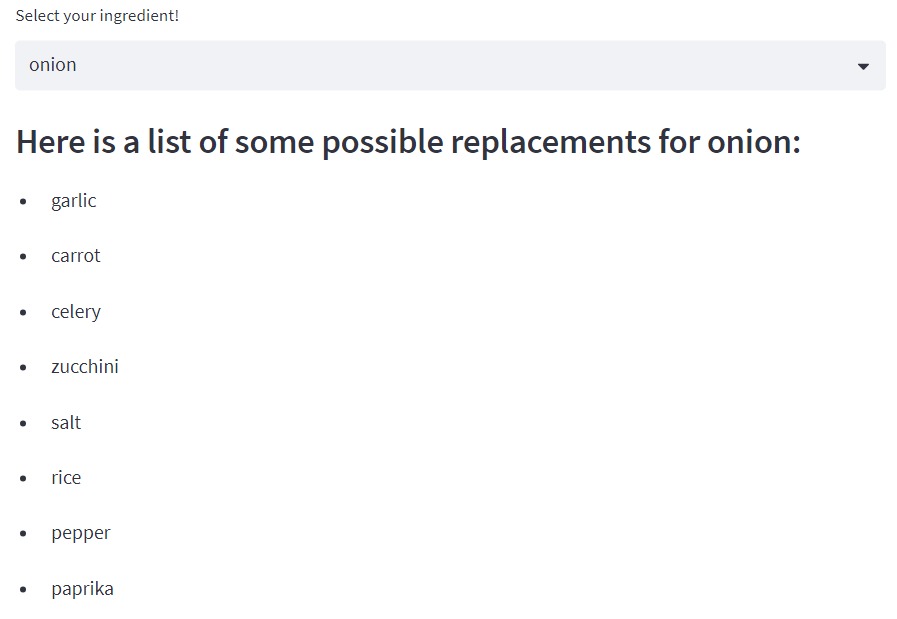 Select your ingredient!
onion
Here is a list of some possible replacements for onion:
garlic
carrot
celery
zucchini
salt
rice
pepper
paprika